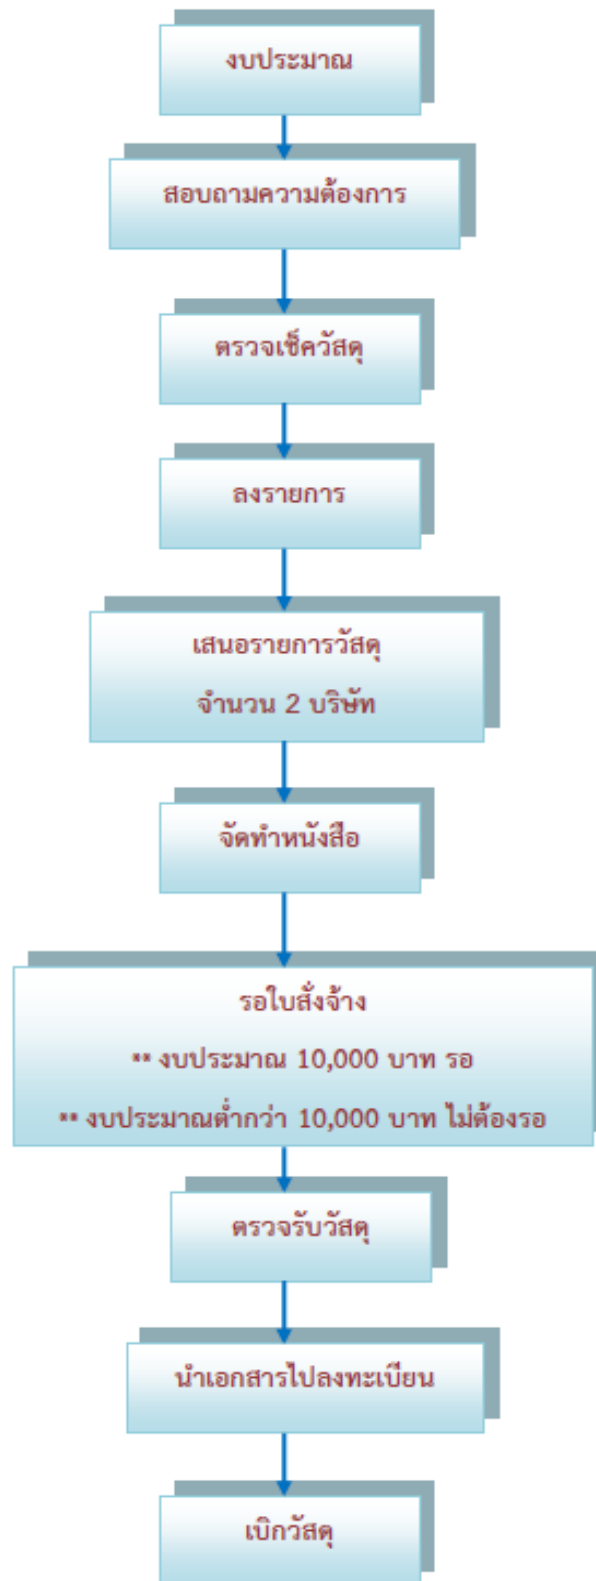 งบประมาณ
สอบถามความต้องการ
ตรวจเช็ควัสดุ
ลงรายการ
เสนอรายการวัสดุ
จำนวน 2 บริษัท
จัดทำหนังสือ
รอใบสั่งจ้าง
** งบประมาณ 10,000 บาท รอ
** งบประมาณต่ำกว่า 10,000 บาท ไม่ต้องรอ
ตรวจรับวัสดุ
นำเอกสารไปลงทะเบียน
เบิกวัสดุ